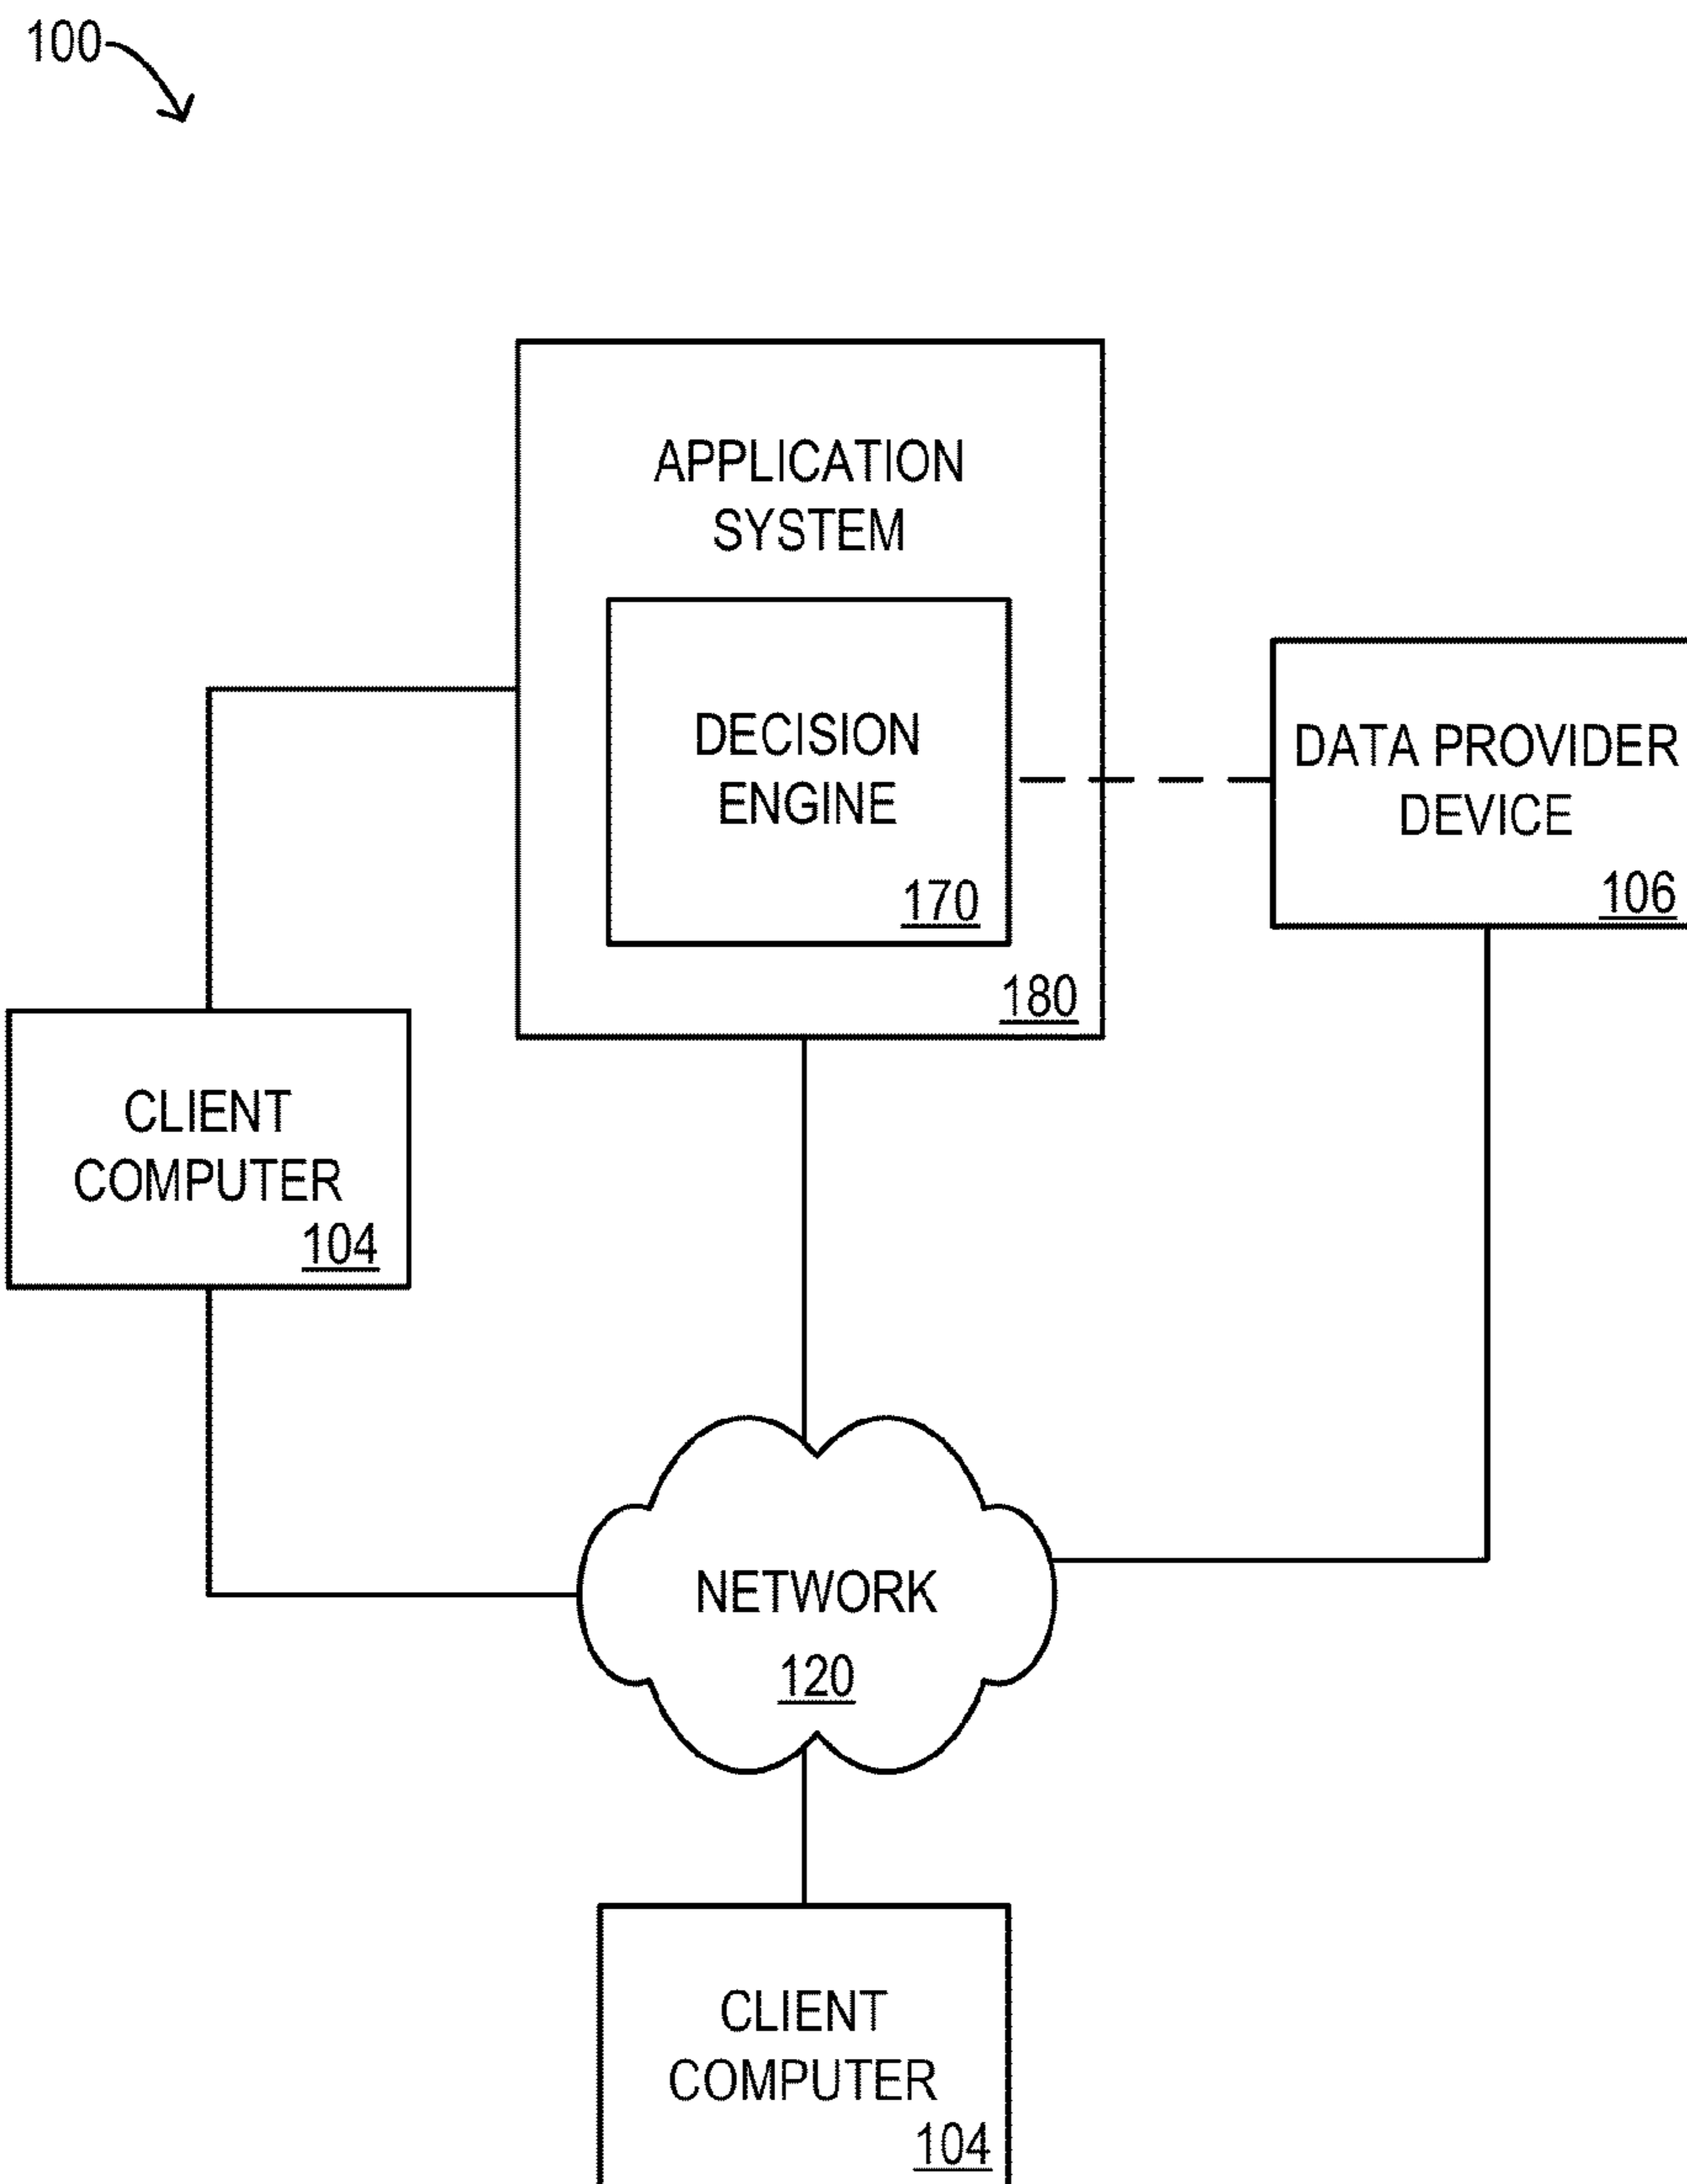 100
APPLICATION
SYSTEM
DECISION
ENGINE
170
180
DATA PROVIDER
DEVICE
106
CLIENT
COMPUTER
104
NETWORK
120
CLIENT
COMPUTER
104